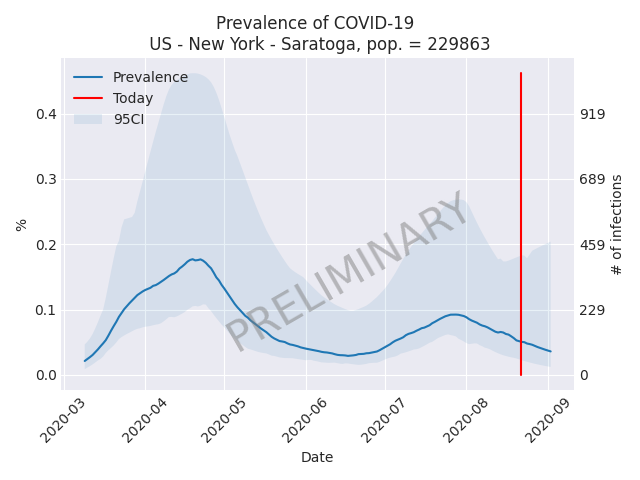 Prevalence of COVID-19
US - New York - Saratoga, pop. = 229863
Prevalence
Today
95CI
0.4
0.3
0.2
0.1
0.0
%
919
689
459
229
0
# of infections
PRELIMINARY
2020-03
2020-04
2020-05
2020-06
2020-07
2020-08
2020-09
Date